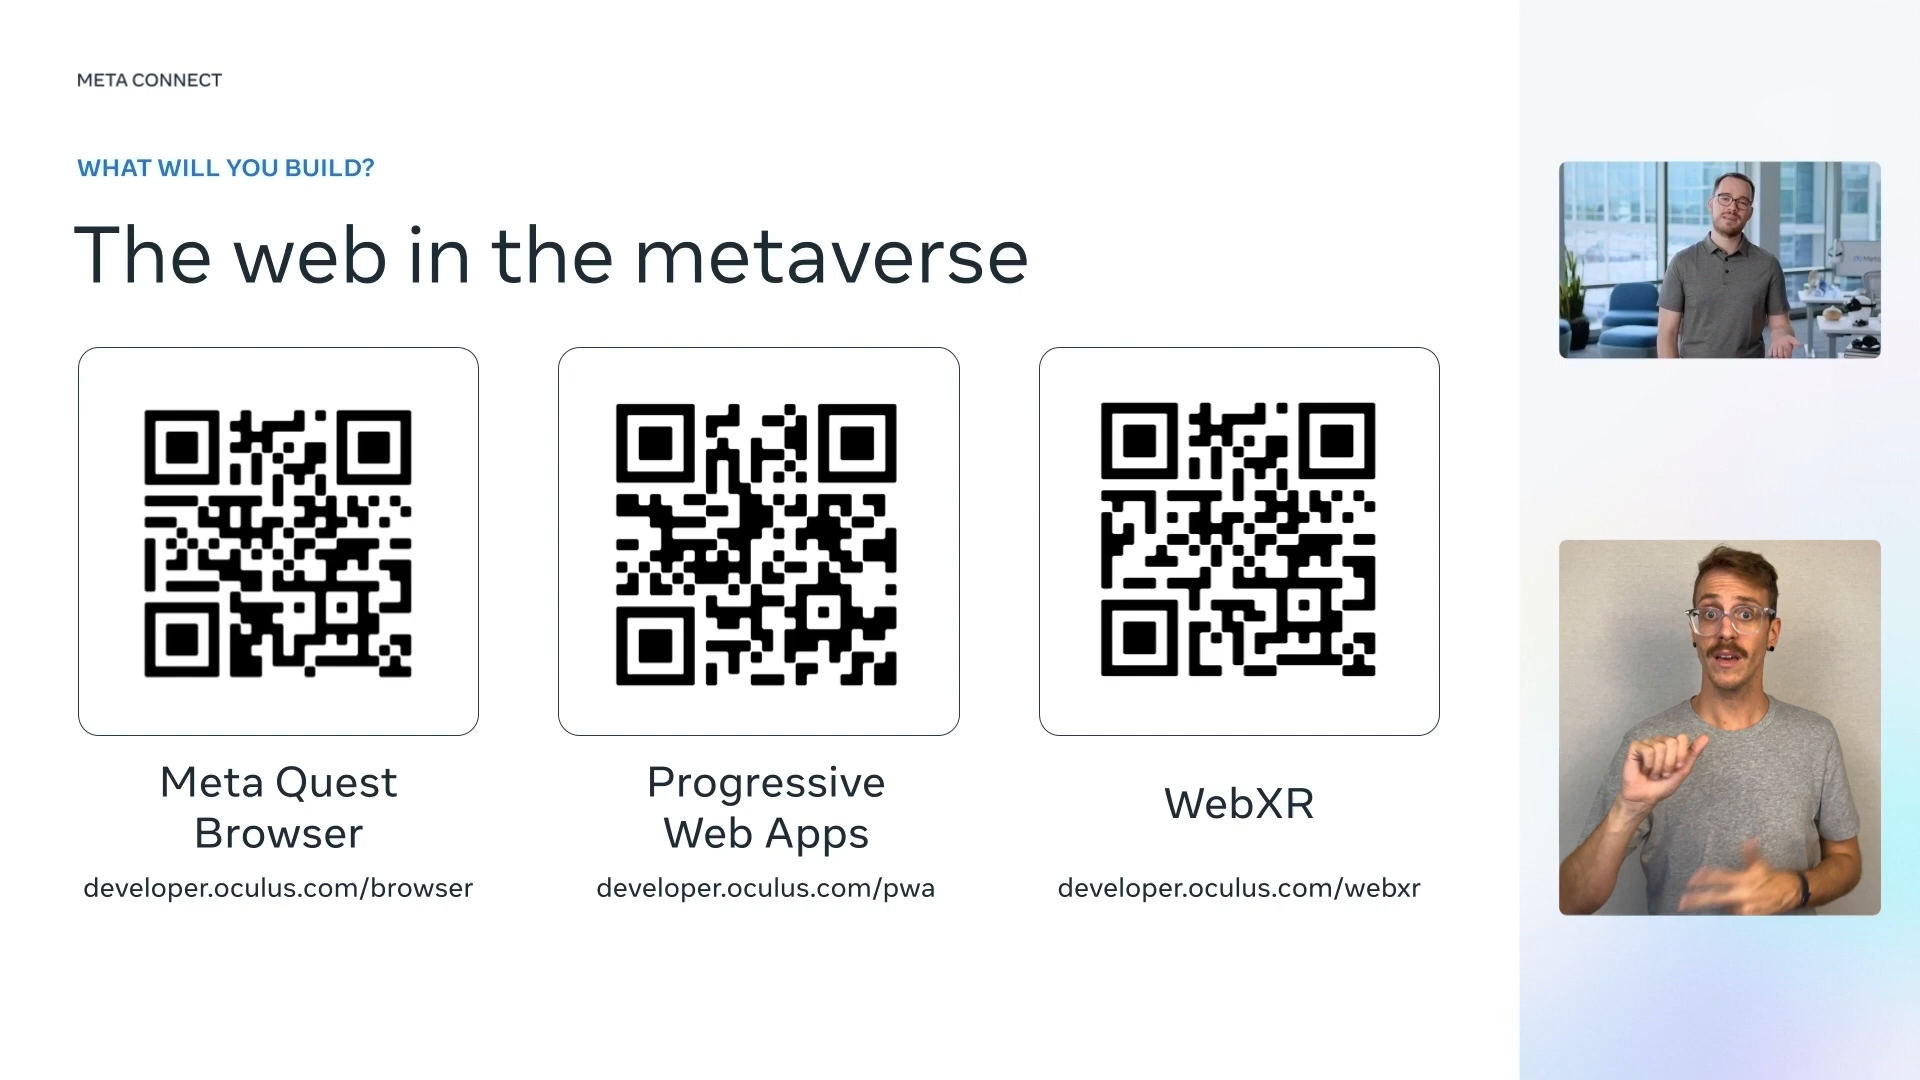 META CONNECT
WHAT WILL YOU BUILD?
The web in the metaverse
Meta Quest
Browser
developer.oculus.com/browser
Progressive
Web Apps
developer.oculus.com/pwa
WebXR
developer.oculus.com/webxr